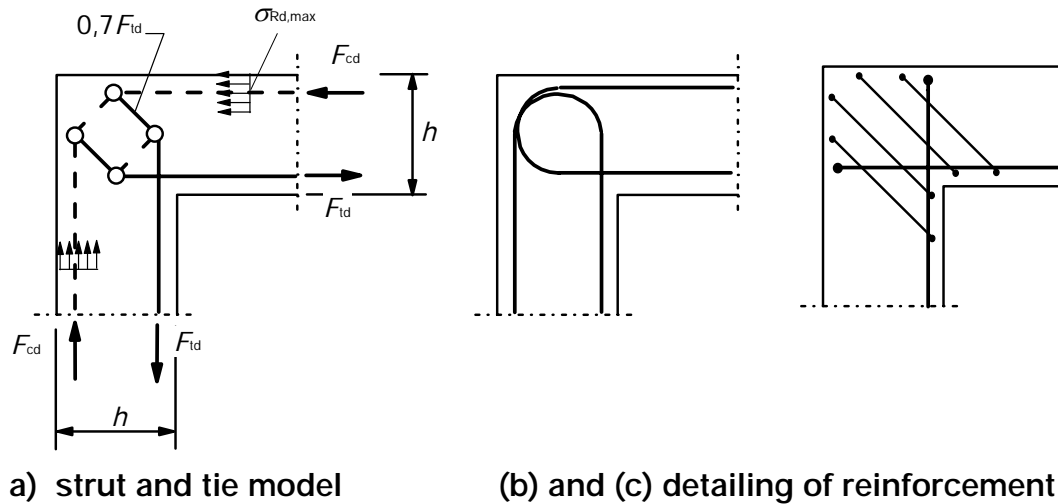 0,7Ftd
σRd,max
Fcd
h
Ftd
Fcd
Ftd
h
a) strut and tie model
(b) and (c) detailing of reinforcement